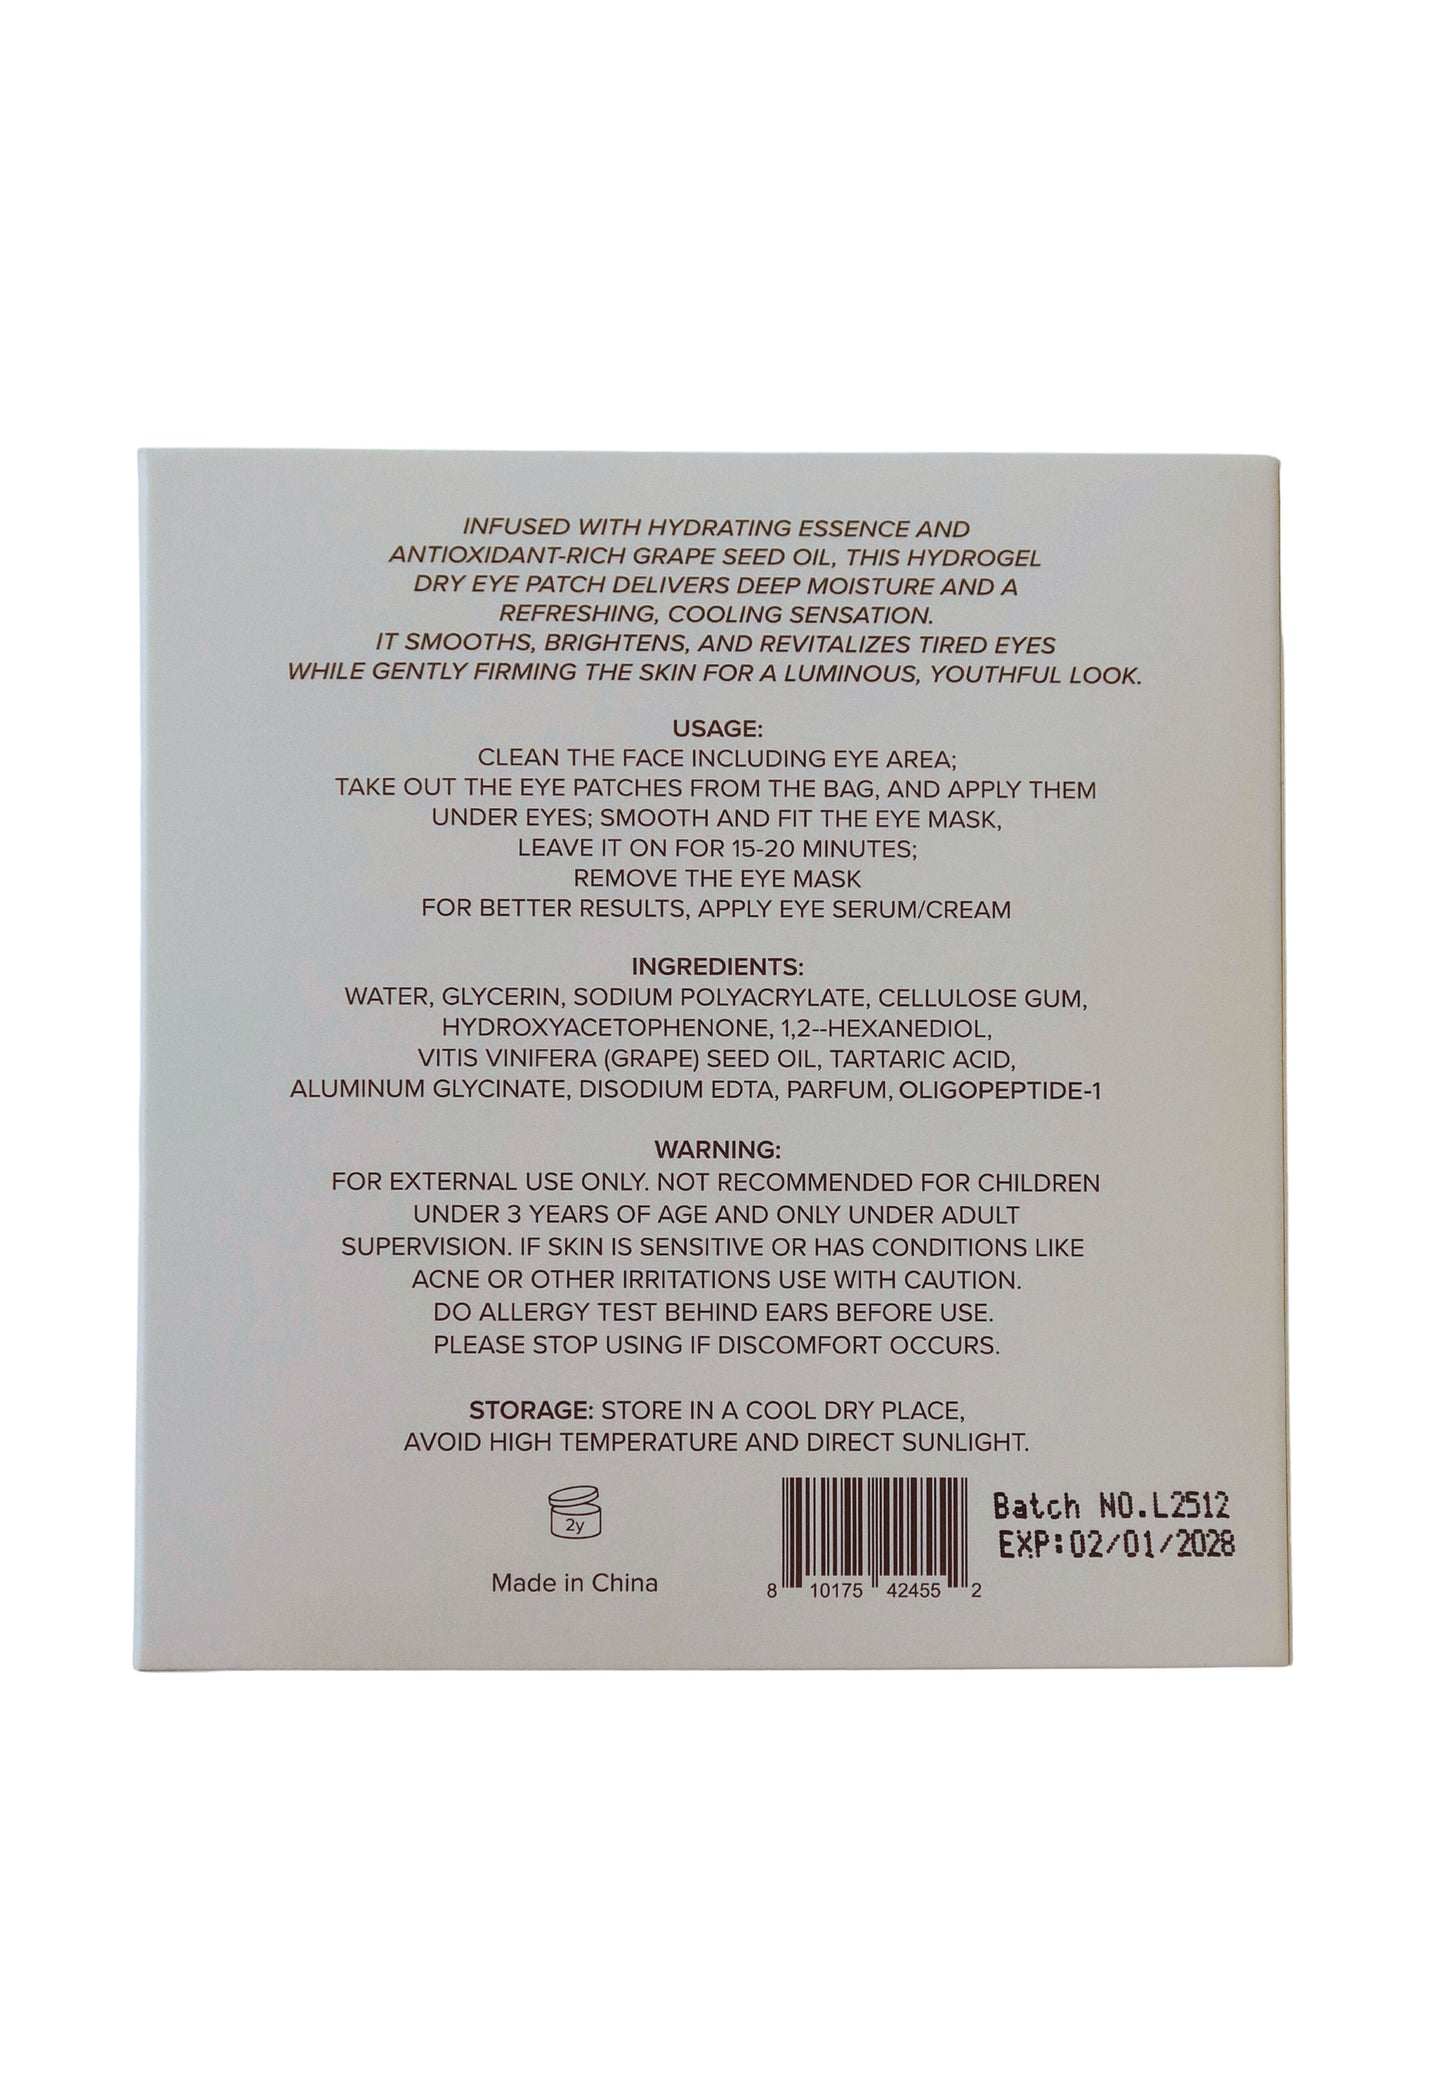 INFUSED WITH HYDRATING ESSENCE AND
ANTIOXIDANT-RICH GRAPE SEED OIL, THIS HYDROGEL
DRY EYE PATCH DELIVERS DEEP MOISTURE AND A
REFRESHING, COOLING SENSATION.
IT SMOOTHS, BRIGHTENS, AND REVITALIZES TIRED EYES
WHILE GENTLY FIRMING THE SKIN FOR A LUMINOUS, YOUTHFUL LOOK.
USAGE:
CLEAN THE FACE INCLUDING EYE AREA;
TAKE OUT THE EYE PATCHES FROM THE BAG, AND APPLY THEM
UNDER EYES; SMOOTH AND FIT THE EYE MASK,
LEAVE IT ON FOR 15-20 MINUTES;
REMOVE THE EYE MASK
FOR BETTER RESULTS, APPLY EYE SERUM/CREAM
INGREDIENTS:
WATER, GLYCERIN, SODIUM POLYACRYLATE, CELLULOSE GUM,
HYDROXYACETOPHENONE, 1,2--HEXANEDIOL,
VITIS VINIFERA (GRAPE) SEED OIL, TARTARIC ACID,
ALUMINUM GLYCINATE, DISODIUM EDTA, PARFUM, OLIGOPEPTIDE-1
WARNING:
FOR EXTERNAL USE ONLY. NOT RECOMMENDED FOR CHILDREN
UNDER 3 YEARS OF AGE AND ONLY UNDER ADULT
SUPERVISION. IF SKIN IS SENSITIVE OR HAS CONDITIONS LIKE
ACNE OR OTHER IRRITATIONS USE WITH CAUTION.
DO ALLERGY TEST BEHIND EARS BEFORE USE.
PLEASE STOP USING IF DISCOMFORT OCCURS.
STORAGE: STORE IN A COOL DRY PLACE,
AVOID HIGH TEMPERATURE AND DIRECT SUNLIGHT.
2y
Made in China
8 10175 42455 2
Batch NO.L2512
EXP:02/01/2028